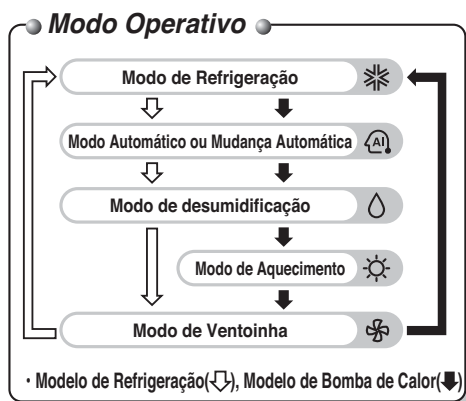 Modo Operativo
Modo de Refrigeração
Modo Automático ou Mudança Automática
AI
Modo de desumidificação
Modo de Aquecimento
Modo de Ventoinha
· Modelo de Refrigeração(⇩), Modelo de Bomba de Calor(⬇)